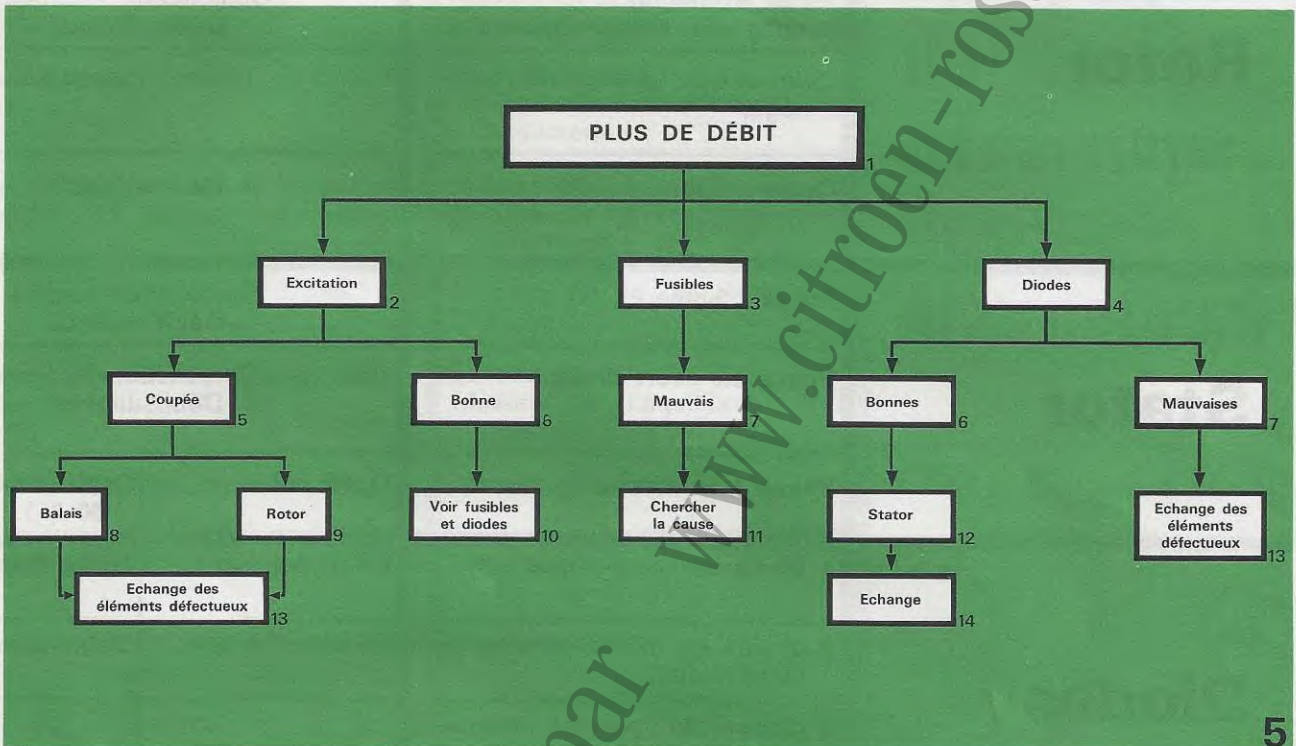 PLUS DE DÉBIT
1
Excitation
2
Fusibles
3
Diodes
4
Coupée
5
Bonne
6
Mauvais
7
Bonnes
6
Mauvaises
7
Balais
8
Rotor
9
Voir fusibles
et diodes
10
Chercher
la cause
11
Stator
12
Echange des
éléments
défectueux
13
Echange des
éléments défectueux
13
Echange
14
par www.citroen-ros
5